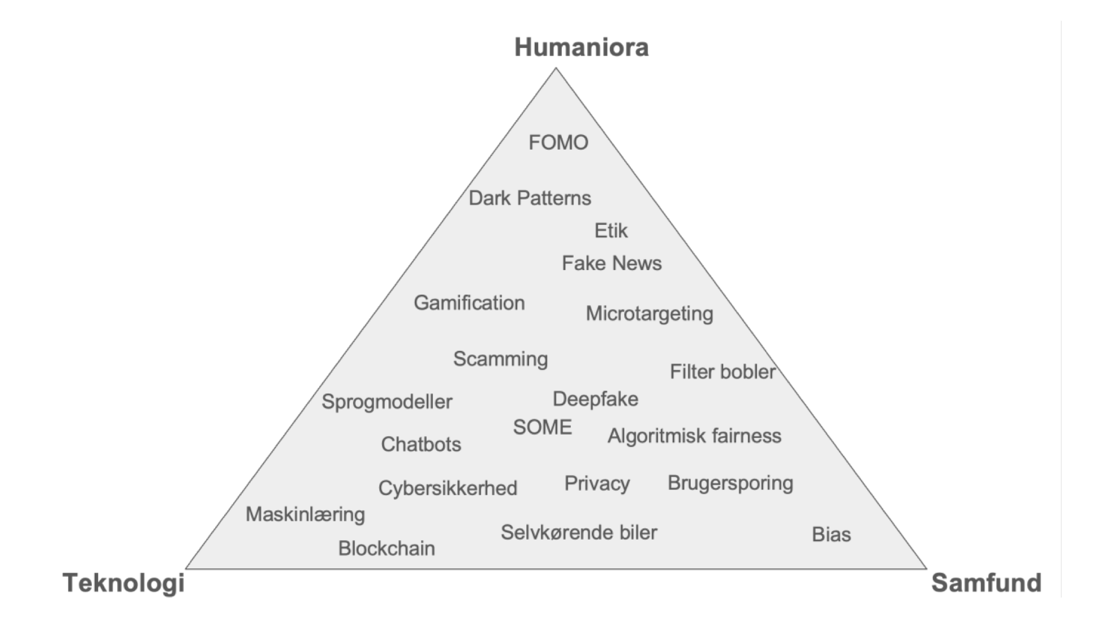 Humaniora
FOMO
Dark Patterns
Etik
Fake News
Gamification
Microtargeting
Scamming
Filter bobler
Sprogmodeller
Deepfake
SOME
Algoritmisk fairness
Chatbots
Cybersikkerhed
Privacy
Brugersporing
Maskinlæring
Selvkørende biler
Bias
Blockchain
Teknologi
Samfund